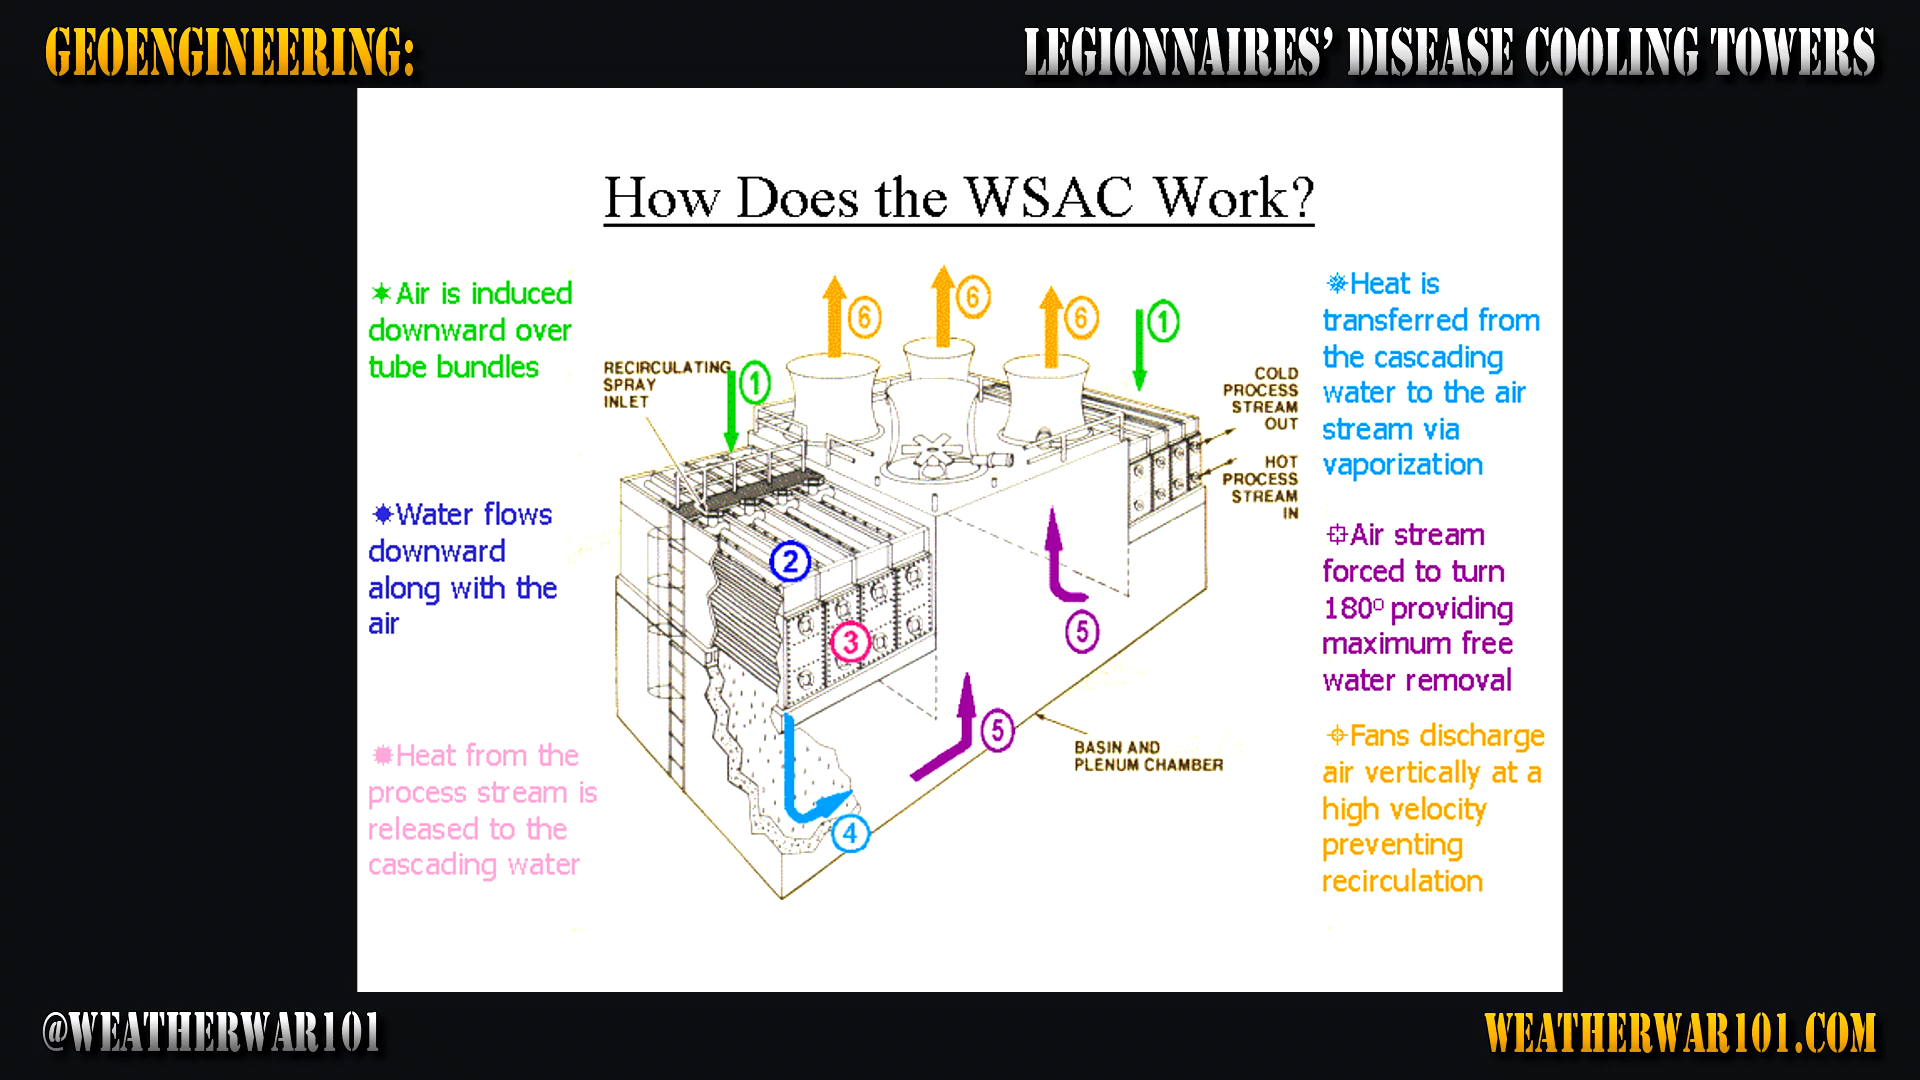 GEOENGINEERING:
LEGIONNAIRES' DISEASE COOLING TOWERS
How Does the WSAC Work?
Air is induced
downward over
tube bundles
Water flows
downward
along with the
air
Heat from the
process stream is
released to the
cascading water
RECIRCULATING
SPRAY
INLET
1
6
6
6
1
2
3
4
5
5
COLD
PROCESS
STREAM
OUT
HOT
PROCESS
STREAM
IN
BASIN AND
PLENUM CHAMBER
Heat is
transferred from
the cascading
water to the air
stream via
vaporization
Air stream
forced to turn
180º providing
maximum free
water removal
Fans discharge
air vertically at a
high velocity
preventing
recirculation
@WEATHERWAR101
WEATHERWAR101.COM